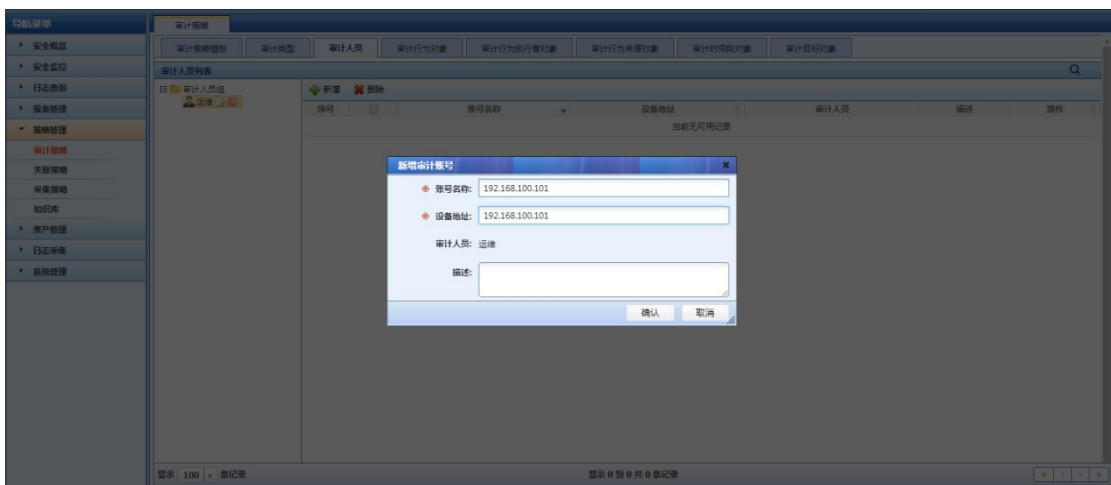 导航菜单
安全概览
安全监控
日志查询
报表管理
策略管理
审计策略
关联策略
采集策略
知识库
资产管理
日志采集
系统管理
审计策略
审计策略模板 审计类型 审计人员 审计行为对象 审计行为执行者对象 审计行为来源对象 审计时间段对象 审计目标对象
审计人员列表
审计人员组
运维
新增 删除
序号 账号名称 设备地址 审计人员 描述 操作
当前无可用记录
新增审计账号
账号名称: 192.168.100.101
设备地址: 192.168.100.101
审计人员: 运维
描述:
确认 取消
显示 100 条记录 显示 0 到 0 共 0 条记录